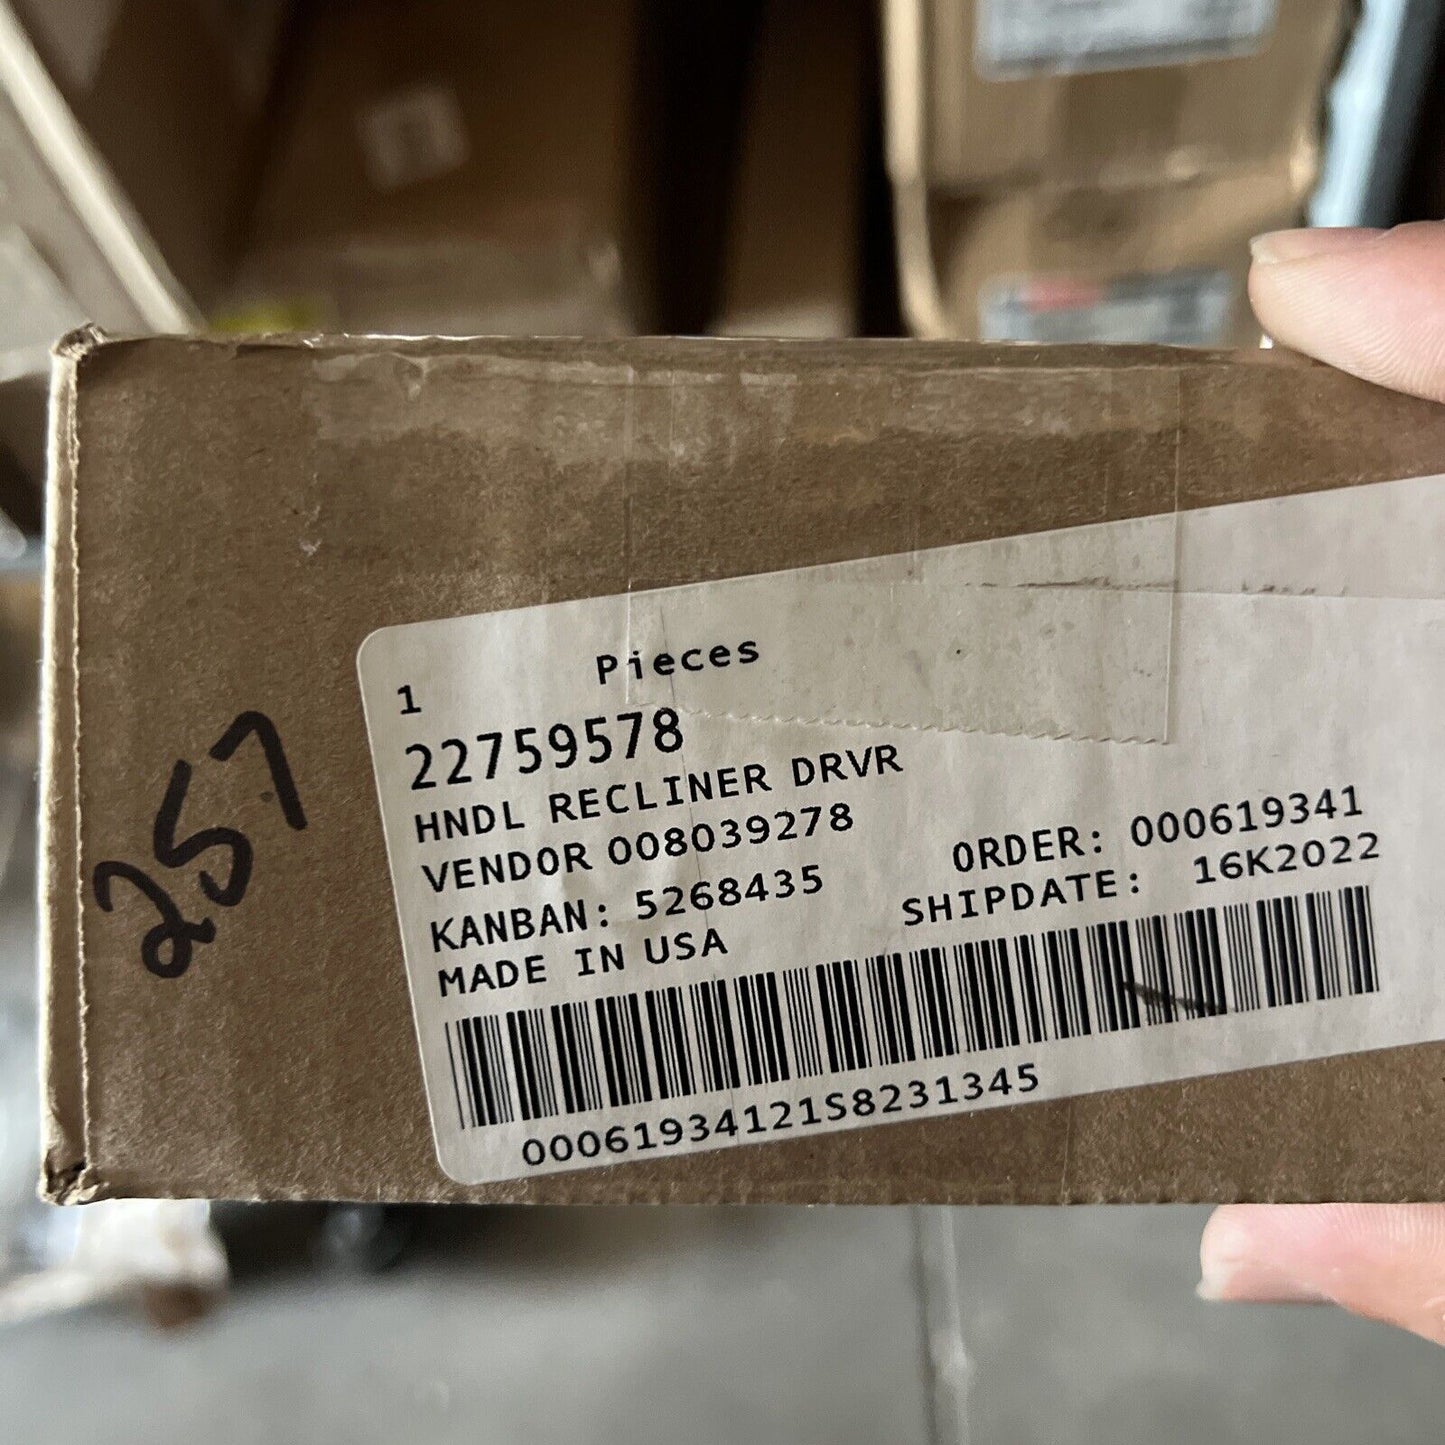 257
1 Pieces
22759578
HNDL RECLINER DRVR
VENDOR 008039278
KANBAN: 5268435 ORDER: 000619341
MADE IN USA SHIPDATE: 16K2022
00061934121S8231345